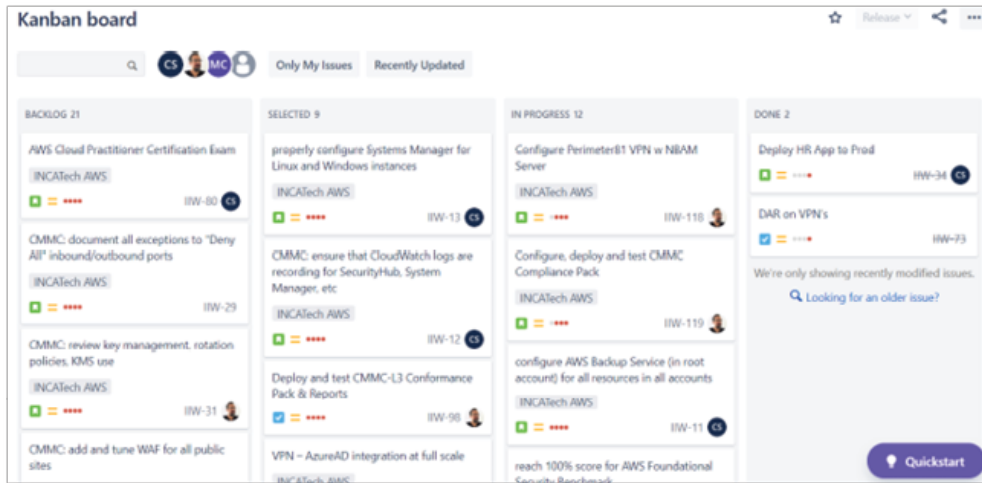 Kanban board
Release
CS
MC
Only My Issues
Recently Updated
BACKLOG 21
AWS Cloud Practitioner Certification Exam
INCATech AWS
IIW-80 CS
CMMC: document all exceptions to "Deny
All" inbound/outbound ports
INCATech AWS
IIW-29
CMMC: review key management, rotation
policies, KMS use
INCATech AWS
IIW-31
CMMC: add and tune WAF for all public
sites
SELECTED 9
properly configure Systems Manager for
Linux and Windows instances
INCATech AWS
IIW-13 CS
CMMC: ensure that CloudWatch logs are
recording for SecurityHub, System
Manager, etc
INCATech AWS
IIW-12 CS
Deploy and test CMMC-L3 Conformance
Pack & Reports
IIW-98
VPN – AzureAD integration at full scale
INCATech AWS
IN PROGRESS 12
Configure Perimeter81 VPN w NBAM
Server
INCATech AWS
IIW-118
Configure, deploy and test CMMC
Compliance Pack
INCATech AWS
IIW-119
configure AWS Backup Service (in root
account) for all resources in all accounts
INCATech AWS
IIW-11 CS
reach 100% score for AWS Foundational
Security Benchmark
DONE 2
Deploy HR App to Prod
IIW-34 CS
DAR on VPN's
IIW-73
We're only showing recently modified issues.
Looking for an older issue?
Quickstart